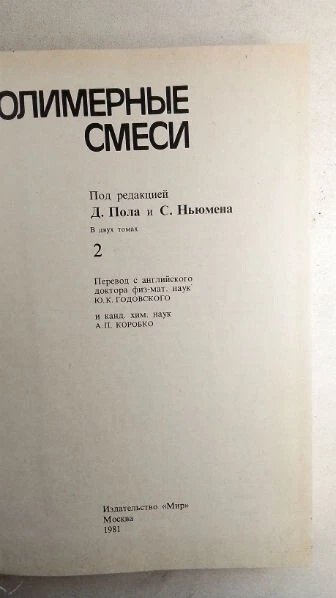 ОЛИМЕРНЫЕ
СМЕСИ
Под редакцией
Д. Пола и С. Ньюмена
В двух томах
2
Перевод с английского
доктора физ-мат. наук
Ю.К. ГОДОВСКОГО
и канд. хим. наук
А.П. КОРОБКО
Издательство «Мир»
Москва
1981